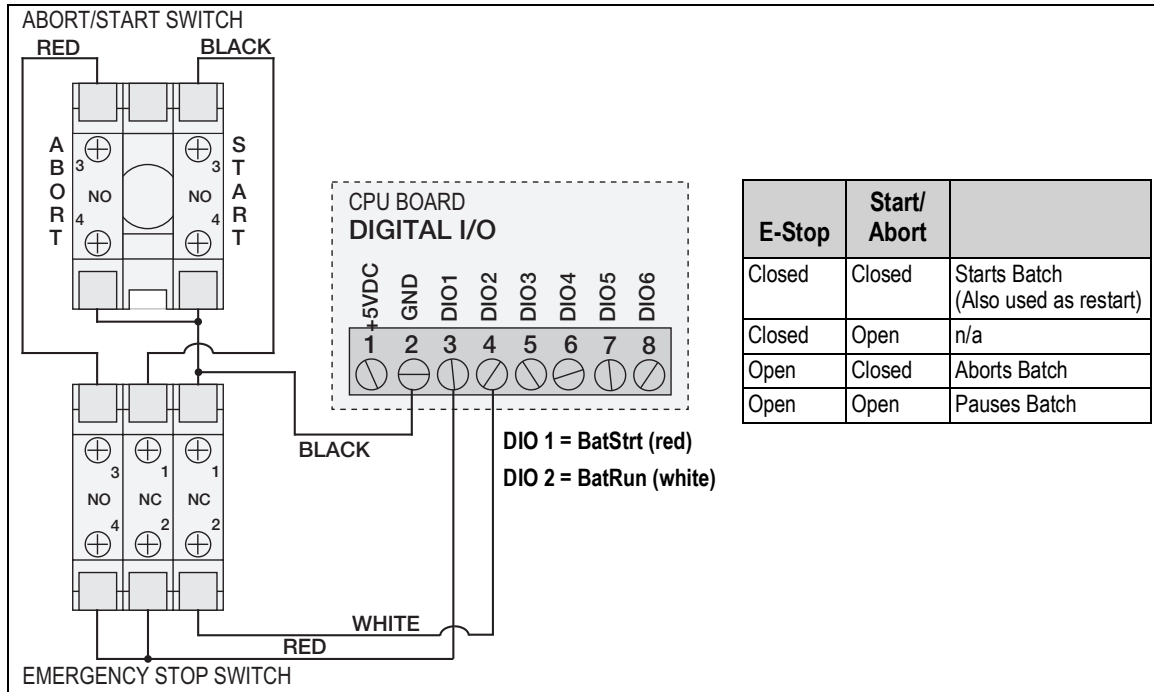 ABORT/START SWITCH
RED
BLACK
ABORT
START
3
NO
4
3
NO
4
CPU BOARD
DIGITAL I/O
+5VDC
GND
DIO1
DIO2
DIO3
DIO4
DIO5
DIO6
1 2 3 4 5 6 7 8
BLACK
DIO 1 = BatStrt (red)
DIO 2 = BatRun (white)
3
NO
4
1
NC
2
1
NC
2
WHITE
RED
EMERGENCY STOP SWITCH
E-Stop
Start/
Abort
Closed Closed Starts Batch
(Also used as restart)
Closed Open n/a
Open Closed Aborts Batch
Open Open Pauses Batch